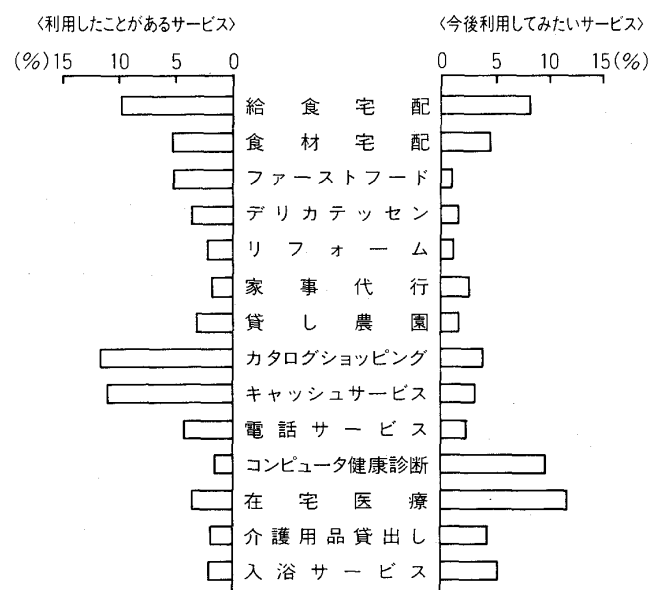 〈利用したことがあるサービス〉 〈今後利用してみたいサービス〉
(%) 15 10 5 0 0 5 10 15 (%)
給食宅配
食材宅配
ファーストフード
デリカテッセン
リフォーム
家事代行
貸し農園
カタログショッピング
キャッシュサービス
電話サービス
コンピュータ健康診断
在宅医療
介護用品貸出し
入浴サービス